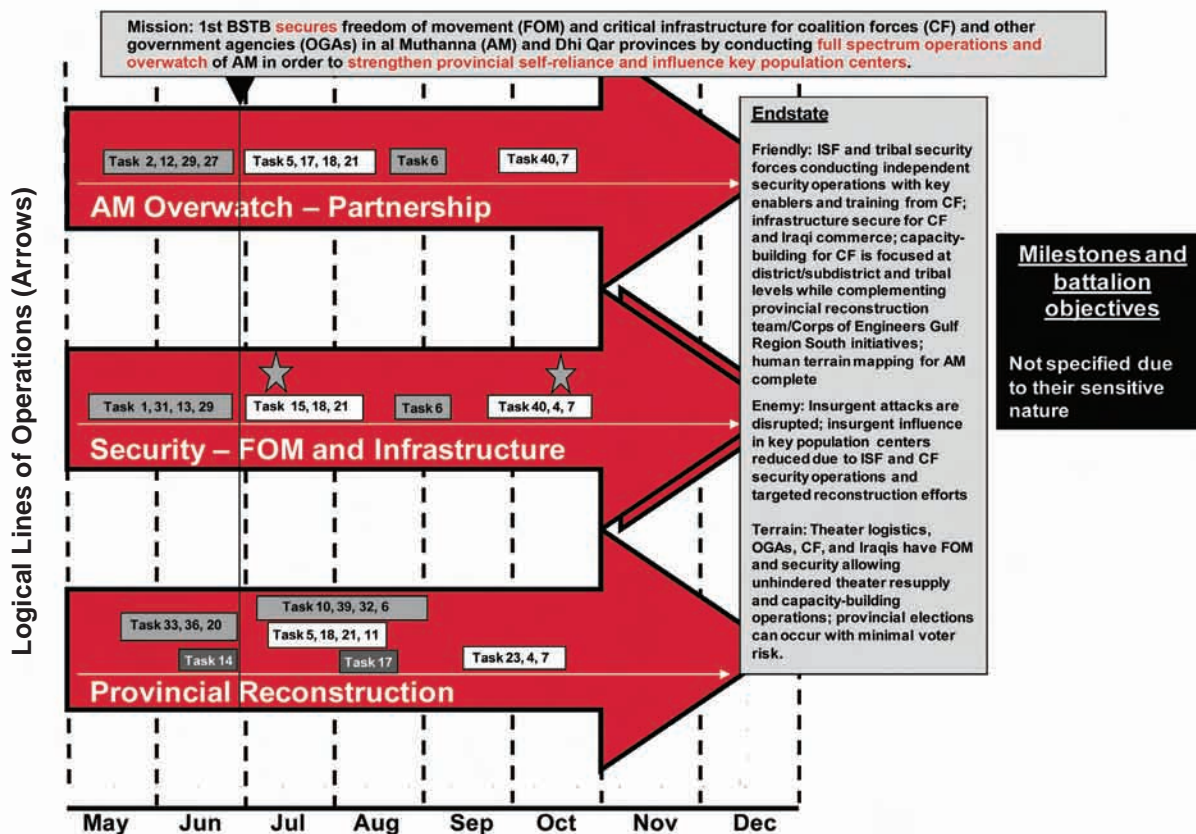 Mission: 1st BSTB secures freedom of movement (FOM) and critical infrastructure for coalition forces (CF) and other
government agencies (OGAs) in al Muthanna (AM) and Dhi Qar provinces by conducting full spectrum operations and
overwatch of AM in order to strengthen provincial self-reliance and influence key population centers.
Logical Lines of Operations (Arrows)
Task 2, 12, 29, 27
Task 5, 17, 18, 21
Task 6
Task 40, 7
AM Overwatch – Partnership
Task 1, 31, 13, 29
Task 15, 18, 21
Task 6
Task 40, 4, 7
Security – FOM and Infrastructure
Task 10, 39, 32, 6
Task 33, 36, 20
Task 5, 18, 21, 11
Task 14
Task 17
Task 23, 4, 7
Provincial Reconstruction
Endstate
Friendly: ISF and tribal security
forces conducting independent
security operations with key
enablers and training from CF;
infrastructure secure for CF
and Iraqi commerce; capacity-
building for CF is focused at
district/subdistrict and tribal
levels while complementing
provincial reconstruction
team/Corps of Engineers Gulf
Region South initiatives;
human terrain mapping for AM
complete
Enemy: Insurgent attacks are
disrupted; insurgent influence
in key population centers
reduced due to ISF and CF
security operations and
targeted reconstruction efforts
Terrain: Theater logistics,
OGAs, CF, and Iraqis have FOM
and security allowing
unhindered theater resupply
and capacity-building
operations; provincial elections
can occur with minimal voter
risk.
Milestones and
battalion
objectives
Not specified due
to their sensitive
nature
May Jun Jul Aug Sep Oct Nov Dec